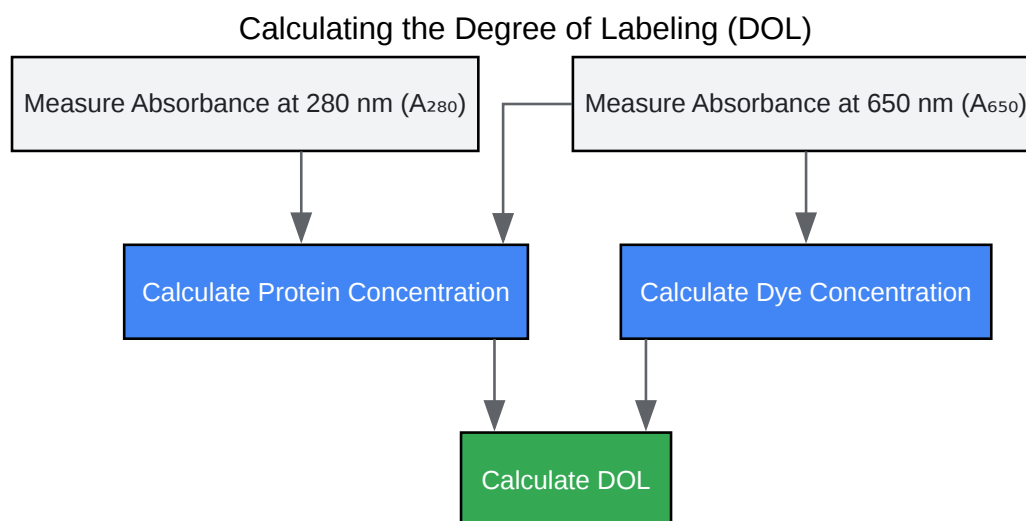 Calculating the Degree of Labeling (DOL)
Measure Absorbance at 280 nm (A₂₈₀)
Measure Absorbance at 650 nm (A₆₅₀)
Calculate Protein Concentration
Calculate Dye Concentration
Calculate DOL